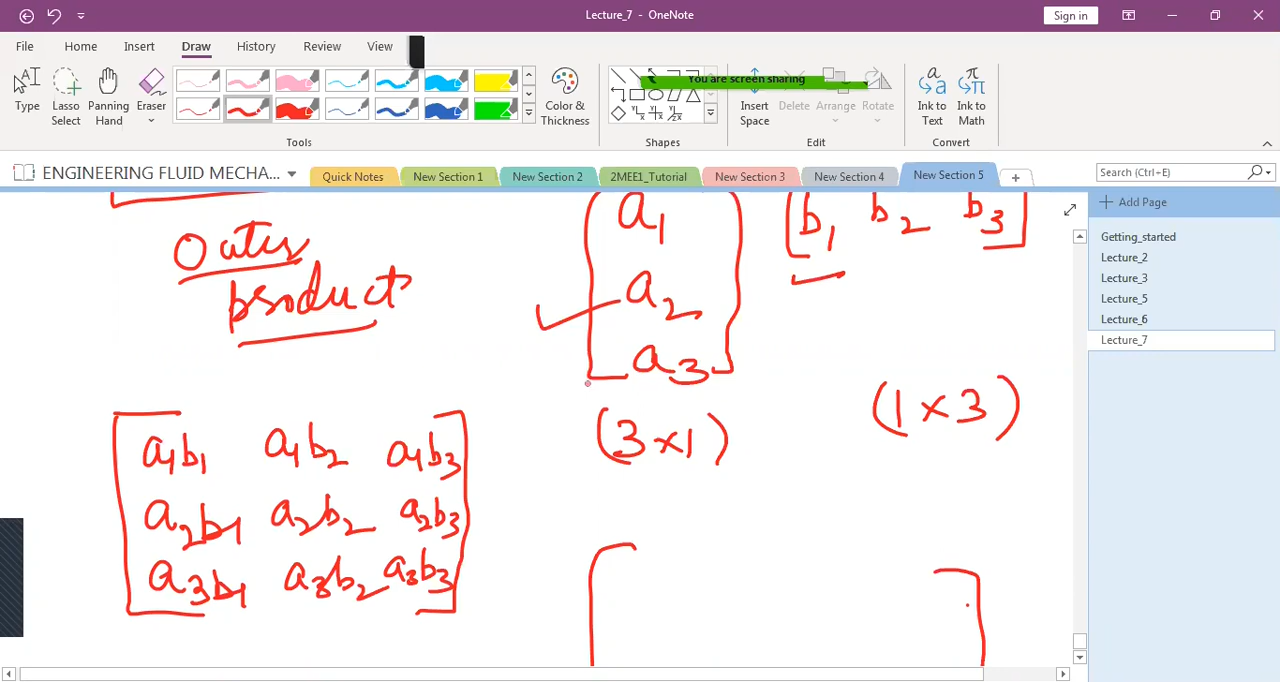 Lecture_7 - OneNote
Sign in
File Home Insert Draw History Review View
You are screen sharing
Type
Lasso Select
Panning Hand
Eraser
Color & Thickness
Insert Space
Delete
Arrange
Rotate
Ink to Text
Ink to Math
Tools
Shapes
Edit
Convert
ENGINEERING FLUID MECHA...
Quick Notes
New Section 1
New Section 2
2MEE1_Tutorial
New Section 3
New Section 4
New Section 5
Search (Ctrl+E)
Add Page
Getting_started
Lecture_2
Lecture_3
Lecture_5
Lecture_6
Lecture_7
Outer
product
a1
a2
a3
b1 b2 b3
(3×1)
(1×3)
a1b1 a1b2 a1b3
a2b1 a2b2 a2b3
a3b1 a3b2 a3b3